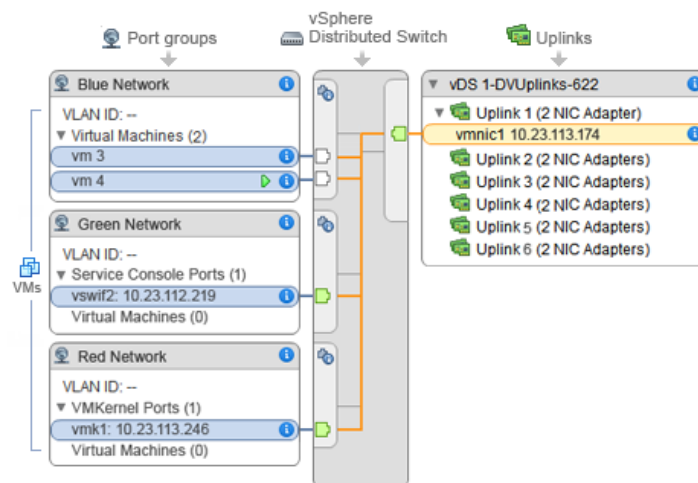 Port groups
vSphere
Distributed Switch
Uplinks
Blue Network
VLAN ID: --
Virtual Machines (2)
vm 3
vm 4
Green Network
VLAN ID: --
Service Console Ports (1)
vswif2: 10.23.112.219
Virtual Machines (0)
Red Network
VLAN ID: --
VMKernel Ports (1)
vmk1: 10.23.113.246
Virtual Machines (0)
VMs
vDS 1-DVUplinks-622
Uplink 1 (2 NIC Adapter)
vmnic1 10.23.113.174
Uplink 2 (2 NIC Adapters)
Uplink 3 (2 NIC Adapters)
Uplink 4 (2 NIC Adapters)
Uplink 5 (2 NIC Adapters)
Uplink 6 (2 NIC Adapters)